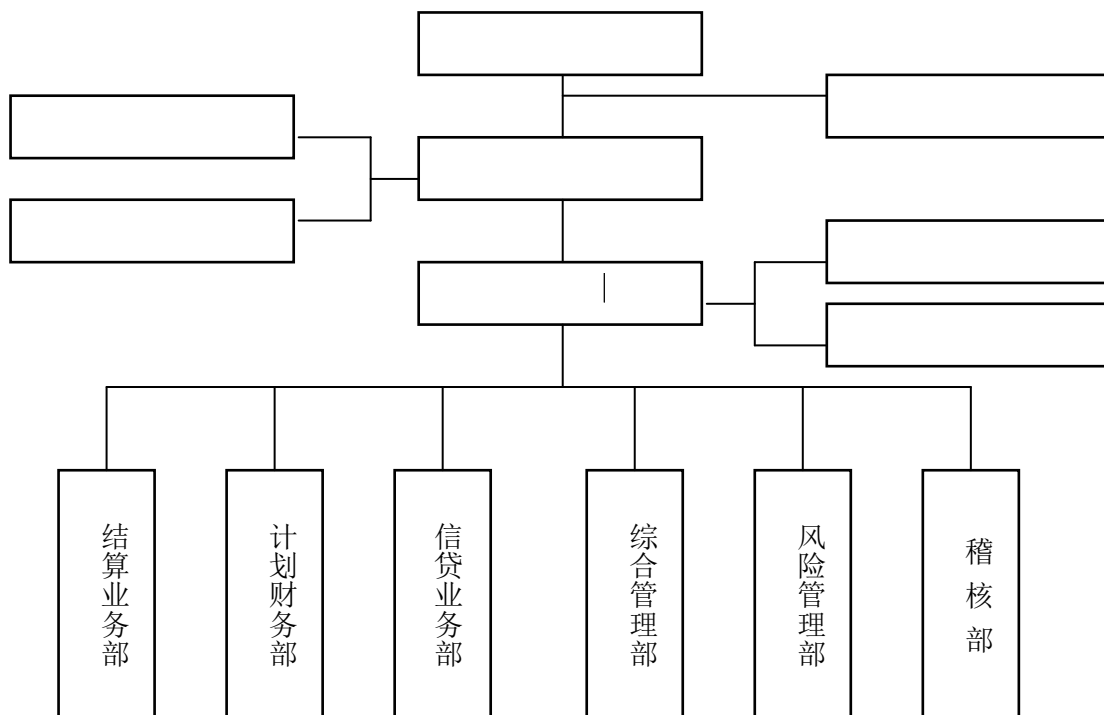 结算业务部
计划财务部
信贷业务部
综合管理部
风险管理部
稽核部